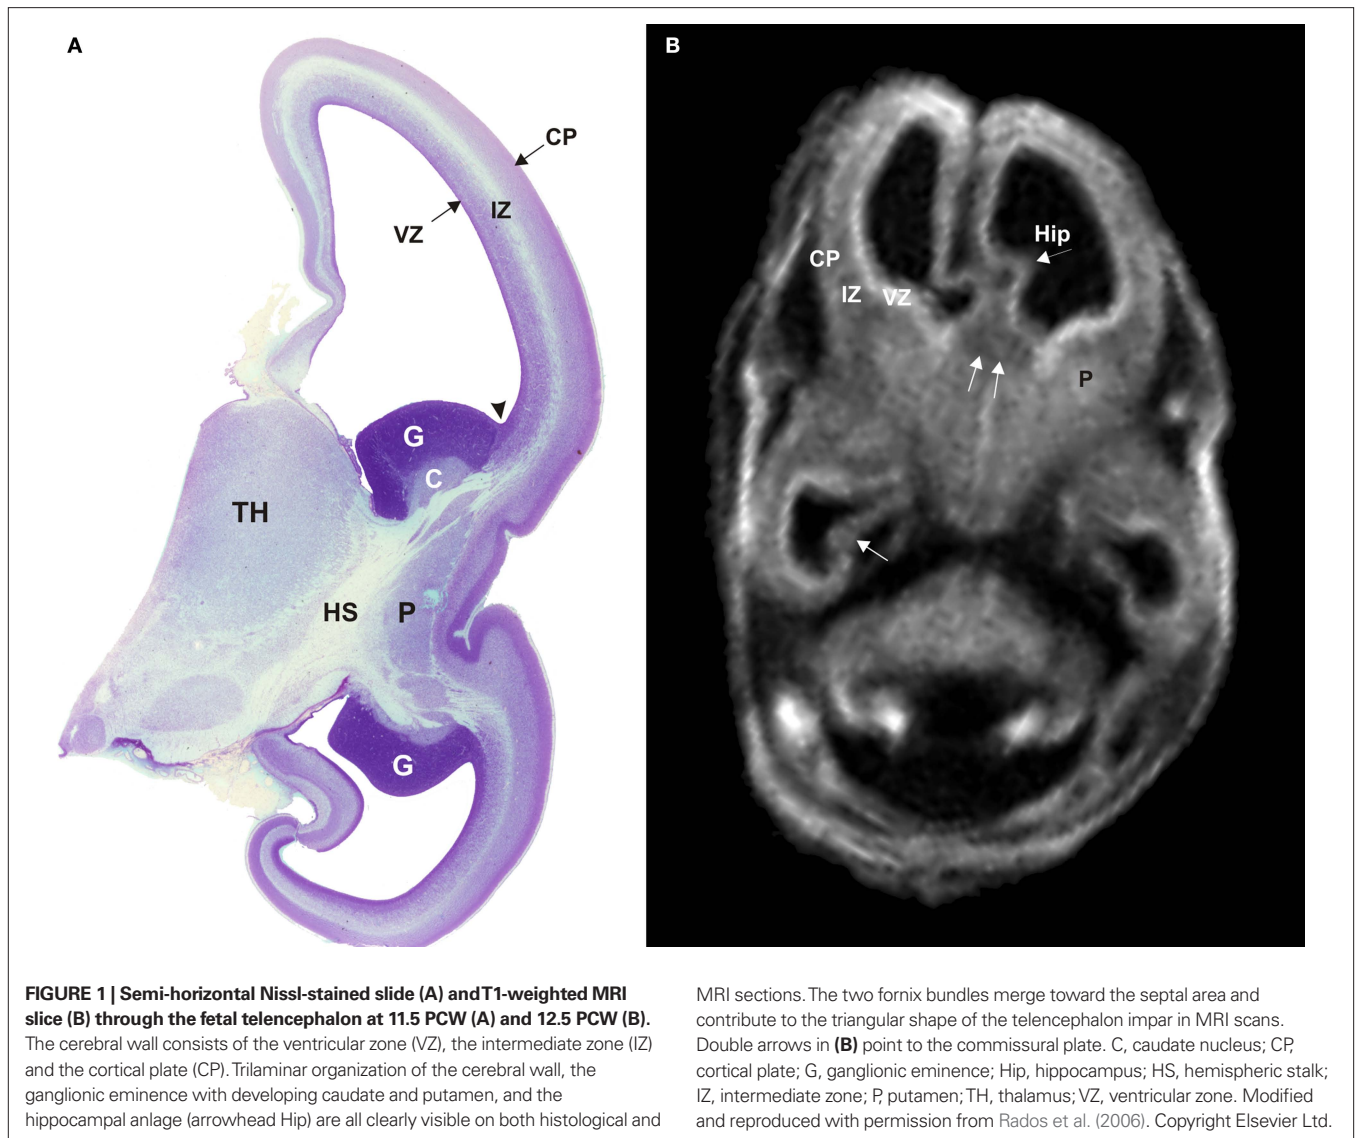 A
CP
IZ
VZ
G
C
TH
HS
P
G
B
Hip
CP
IZ
VZ
P
FIGURE 1 | Semi-horizontal Nissl-stained slide (A) and T1-weighted MRI
slice (B) through the fetal telencephalon at 11.5 PCW (A) and 12.5 PCW (B).
The cerebral wall consists of the ventricular zone (VZ), the intermediate zone (IZ)
and the cortical plate (CP). Trilaminar organization of the cerebral wall, the
ganglionic eminence with developing caudate and putamen, and the
hippocampal anlage (arrowhead Hip) are all clearly visible on both histological and
MRI sections. The two fornix bundles merge toward the septal area and
contribute to the triangular shape of the telencephalon impar in MRI scans.
Double arrows in (B) point to the commissural plate. C, caudate nucleus; CP,
cortical plate; G, ganglionic eminence; Hip, hippocampus; HS, hemispheric stalk;
IZ, intermediate zone; P, putamen; TH, thalamus; VZ, ventricular zone. Modified
and reproduced with permission from Rados et al. (2006). Copyright Elsevier Ltd.